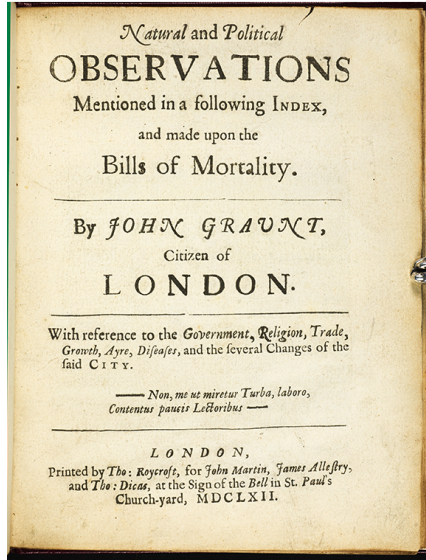 Natural and Political
OBSERVATIONS
Mentioned in a following INDEX,
and made upon the
Bills of Mortality.
By JOHN GRAUNT,
Citizen of
LONDON.
With reference to the Government, Religion, Trade,
Growth, Ayre, Diſeaſes, and the ſeveral Changes of the
ſaid CITY.
—— Non, me ut miretur Turba, laboro,
Contentus paucis Lectoribus ——
LONDON,
Printed by Tho: Roycroft, for John Martin, James Alleſtry,
and Tho: Dicas, at the Sign of the Bell in St. Paul's
Church-yard, MDCLXII.